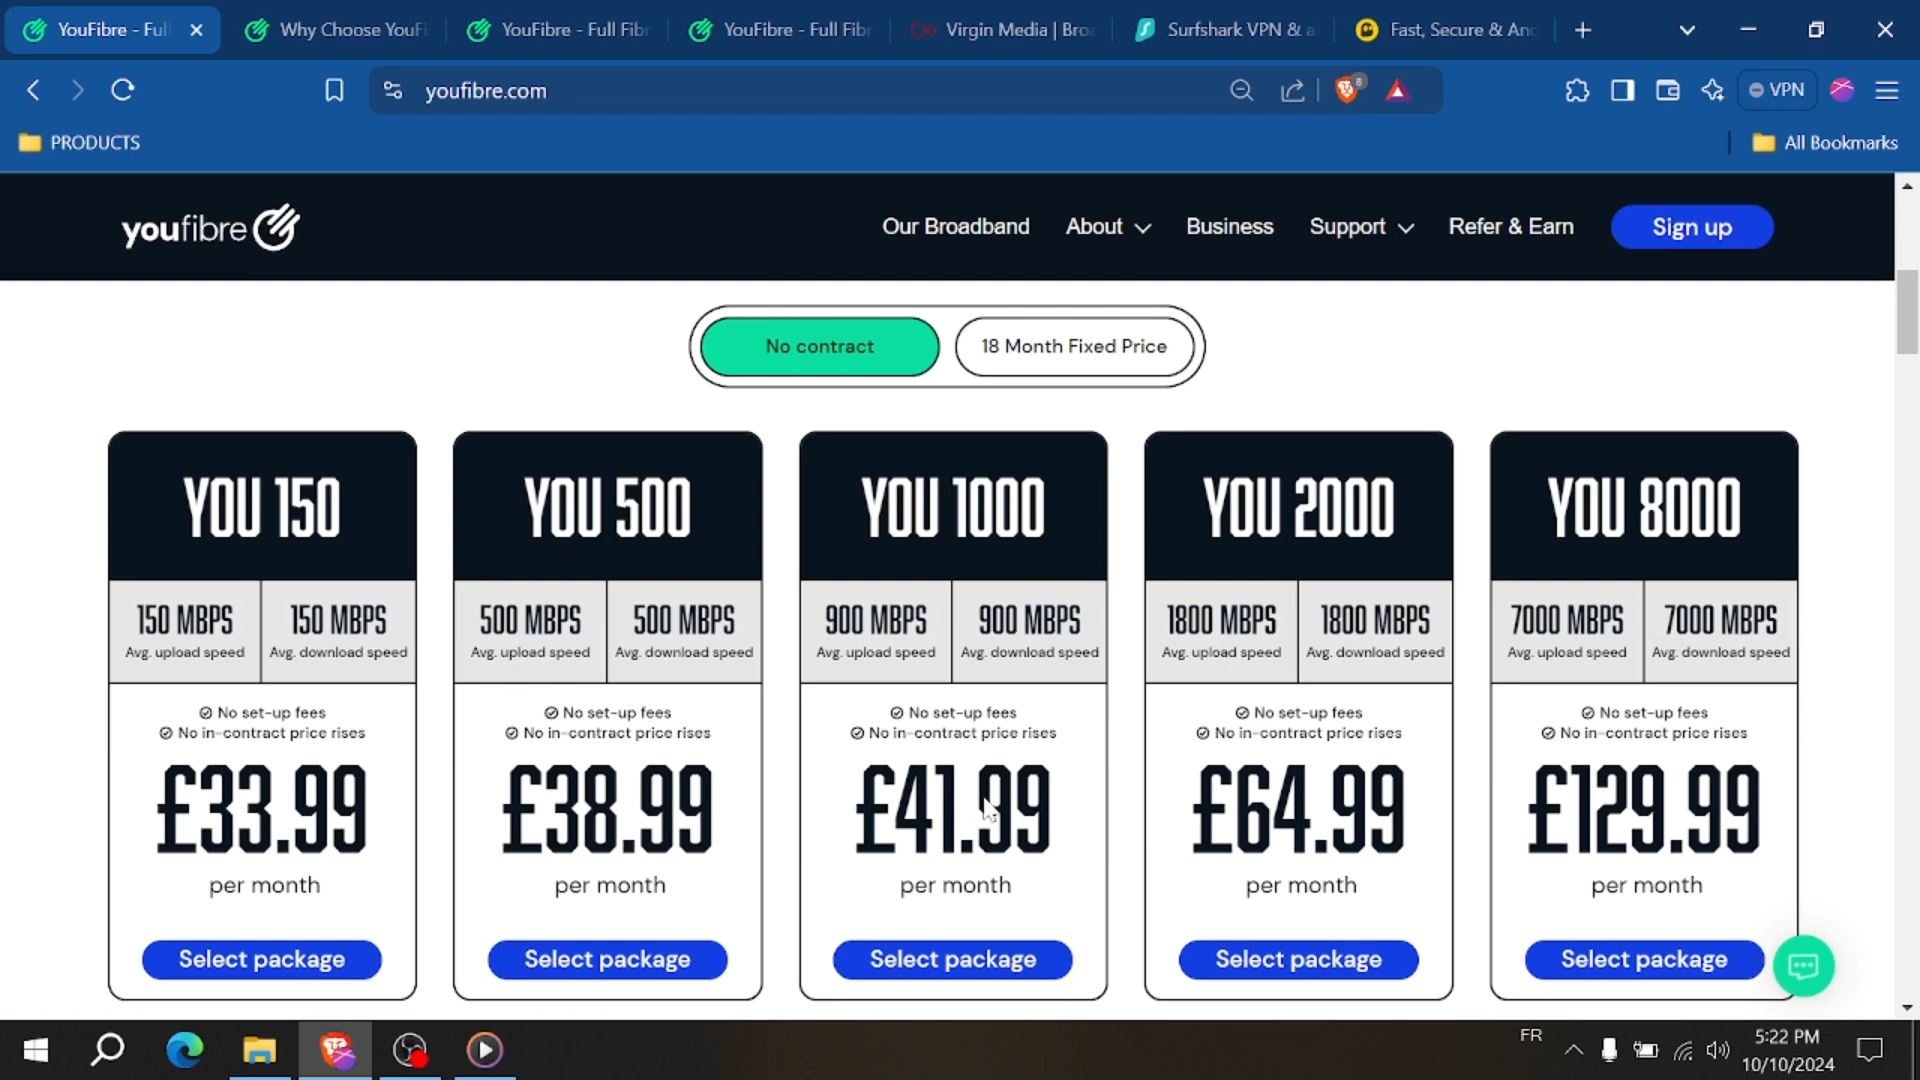 YouFibre - Full
Why Choose YouFi
YouFibre - Full Fibr
YouFibre - Full Fibr
Virgin Media | Broa
Surfshark VPN & a
Fast, Secure & Ano
youfibre.com
8
VPN
PRODUCTS
All Bookmarks
youfibre
Our Broadband
About
Business
Support
Refer & Earn
Sign up
No contract
18 Month Fixed Price
YOU 150
YOU 500
YOU 1000
YOU 2000
YOU 8000
150 MBPS
150 MBPS
500 MBPS
500 MBPS
900 MBPS
900 MBPS
1800 MBPS
1800 MBPS
7000 MBPS
7000 MBPS
Avg. upload speed
Avg. download speed
Avg. upload speed
Avg. download speed
Avg. upload speed
Avg. download speed
Avg. upload speed
Avg. download speed
Avg. upload speed
Avg. download speed
No set-up fees
No set-up fees
No set-up fees
No set-up fees
No set-up fees
No in-contract price rises
No in-contract price rises
No in-contract price rises
No in-contract price rises
No in-contract price rises
£33.99
£38.99
£41.99
£64.99
£129.99
per month
per month
per month
per month
per month
Select package
Select package
Select package
Select package
Select package
FR
5:22 PM
10/10/2024